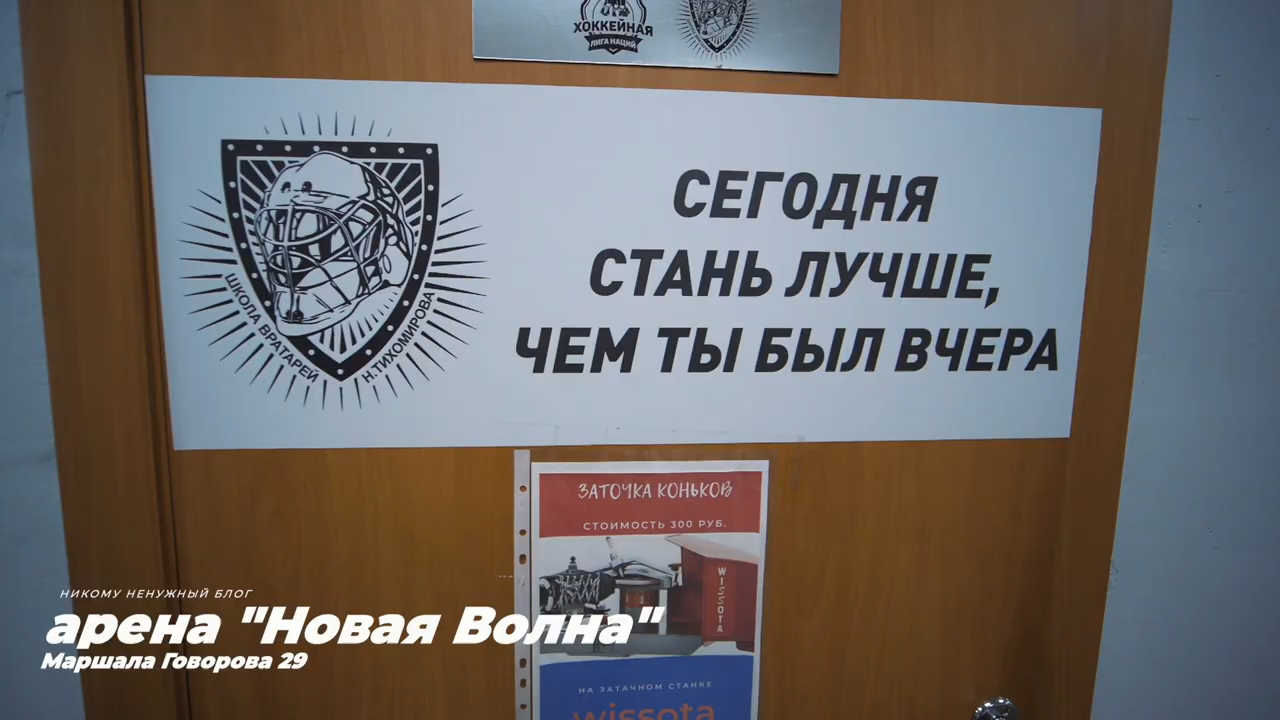 ХОККЕЙНАЯ
ЛИГА НАЦИЙ
ШКОЛА ВРАТАРЕЙ
Н.ТИХОМИРОВА
СЕГОДНЯ
СТАНЬ ЛУЧШЕ,
ЧЕМ ТЫ БЫЛ ВЧЕРА
ЗАТОЧКА КОНЬКОВ
СТОИМОСТЬ 300 РУБ.
WISSOTA
НА ЗАТАЧНОМ СТАНКЕ
wissota
НИКОМУ НЕНУЖНЫЙ БЛОГ
арена "Новая Волна"
Маршала Говорова 29